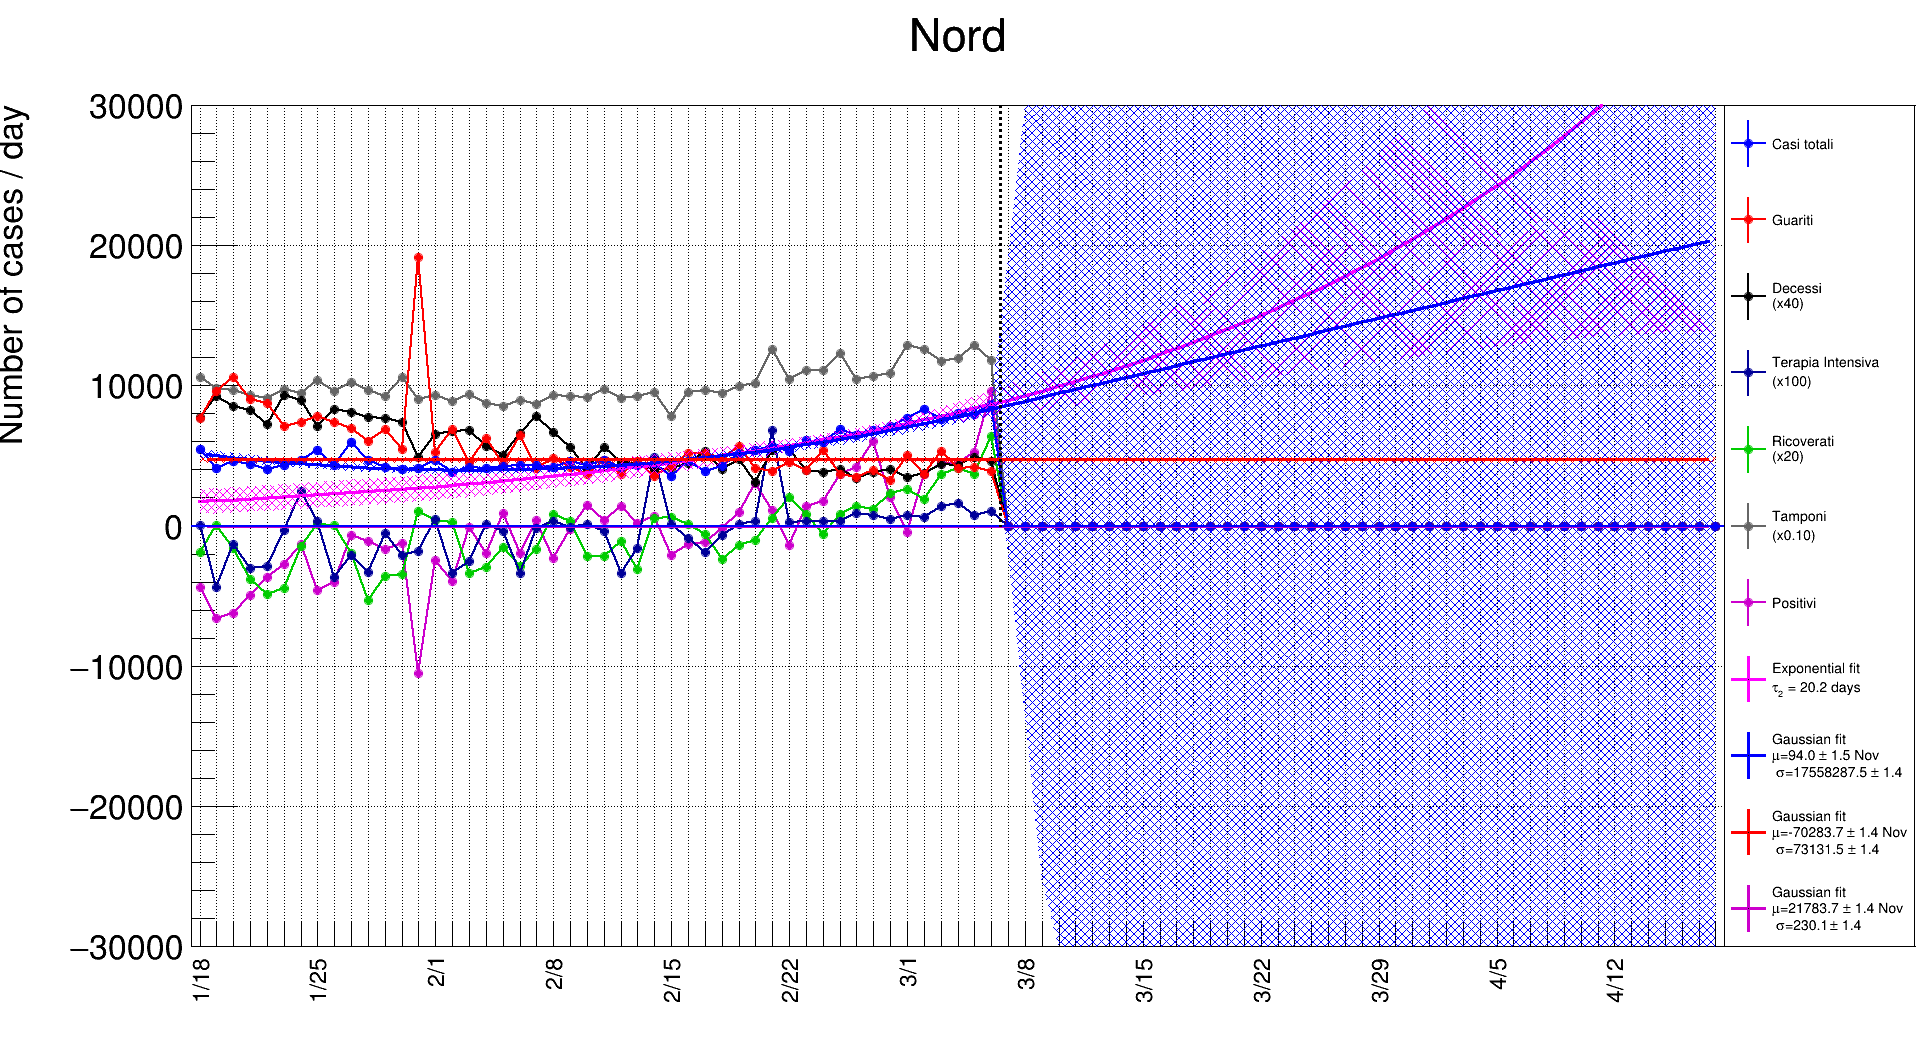 Nord
Number of cases / day
30000
20000
10000
0
−10000
−20000
−30000
1/18
1/25
2/1
2/8
2/15
2/22
3/1
3/8
3/15
3/22
3/29
4/5
4/12
Casi totali
Guariti
Decessi
(x40)
Terapia Intensiva
(x100)
Ricoverati
(x20)
Tamponi
(x0.10)
Positivi
Exponential fit
τ2 = 20.2 days
Gaussian fit
μ=94.0 ± 1.5 Nov
σ=17558287.5 ± 1.4
Gaussian fit
μ=-70283.7 ± 1.4 Nov
σ=73131.5 ± 1.4
Gaussian fit
μ=21783.7 ± 1.4 Nov
σ=230.1 ± 1.4